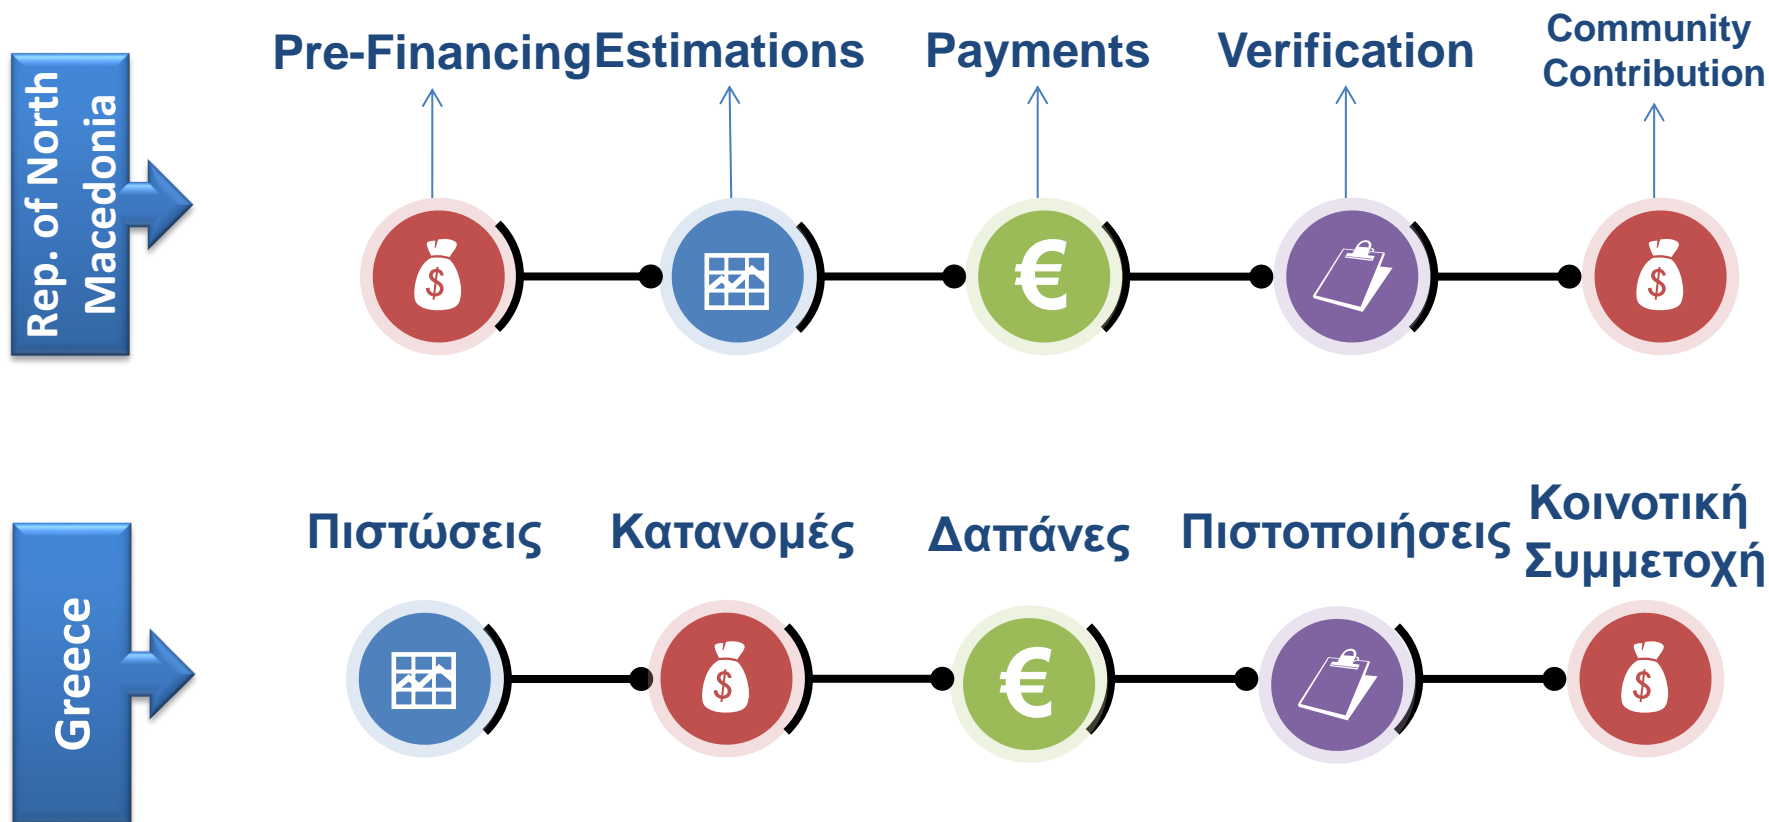 Rep. of North
Macedonia
Pre-Financing
Estimations
Payments
Verification
Community
Contribution
$
€
$
Greece
Πιστώσεις
Κατανομές
Δαπάνες
Πιστοποιήσεις
Κοινοτική
Συμμετοχή
$
€
$